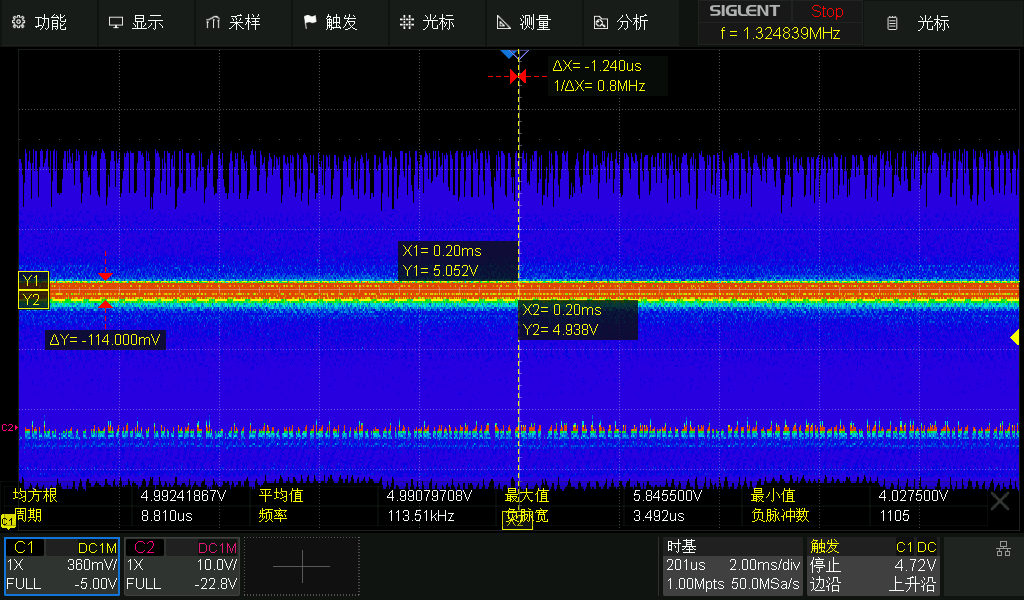 功能 显示 采样 触发 光标 测量 分析 SIGLENT Stop 光标
f = 1.324839MHz
ΔX= -1.240us
1/ΔX= 0.8MHz
X1= 0.20ms
Y1= 5.052V
Y1
Y2
X2= 0.20ms
Y2= 4.938V
ΔY= -114.000mV
C2
均方根 4.99241867V 平均值 4.99079708V 最大值 5.845500V 最小值 4.027500V
周期 8.810us 频率 113.51kHz 负脉宽 3.492us 负脉冲数 1105
C1
X2
C1 DC1M C2 DC1M 时基 触发 C1 DC
1X 360mV/ 1X 10.0V/ 201us 2.00ms/div 停止 4.72V
FULL -5.00V FULL -22.8V 1.00Mpts 50.0MSa/s 边沿 上升沿